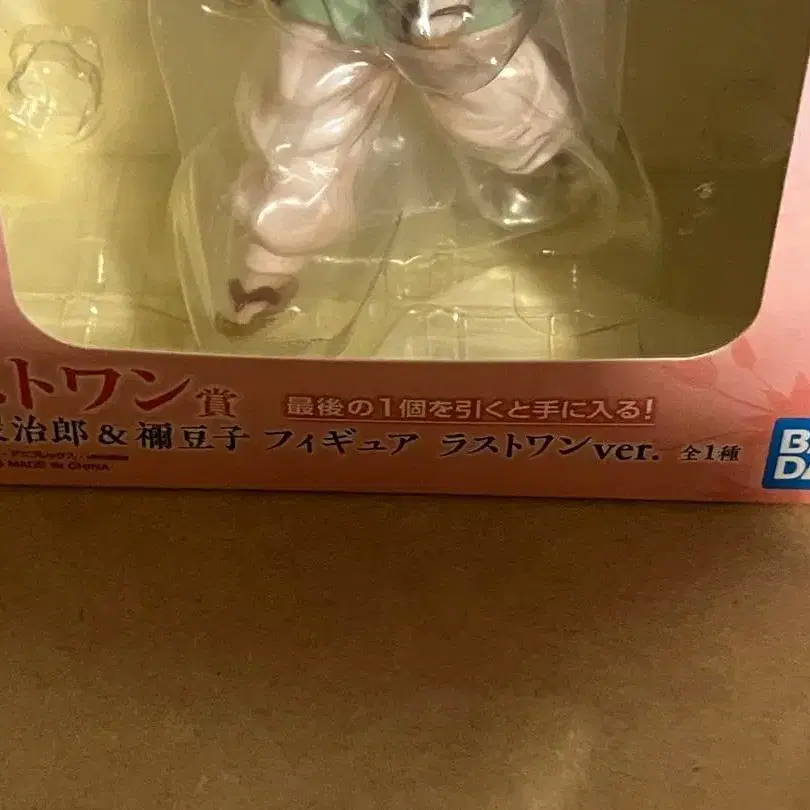 ストワン賞 最後の1個を引くと手に入る!
治郎&禰豆子 フィギュア ラストワンver. 全1種
MADE IN CHINA
BA
DA